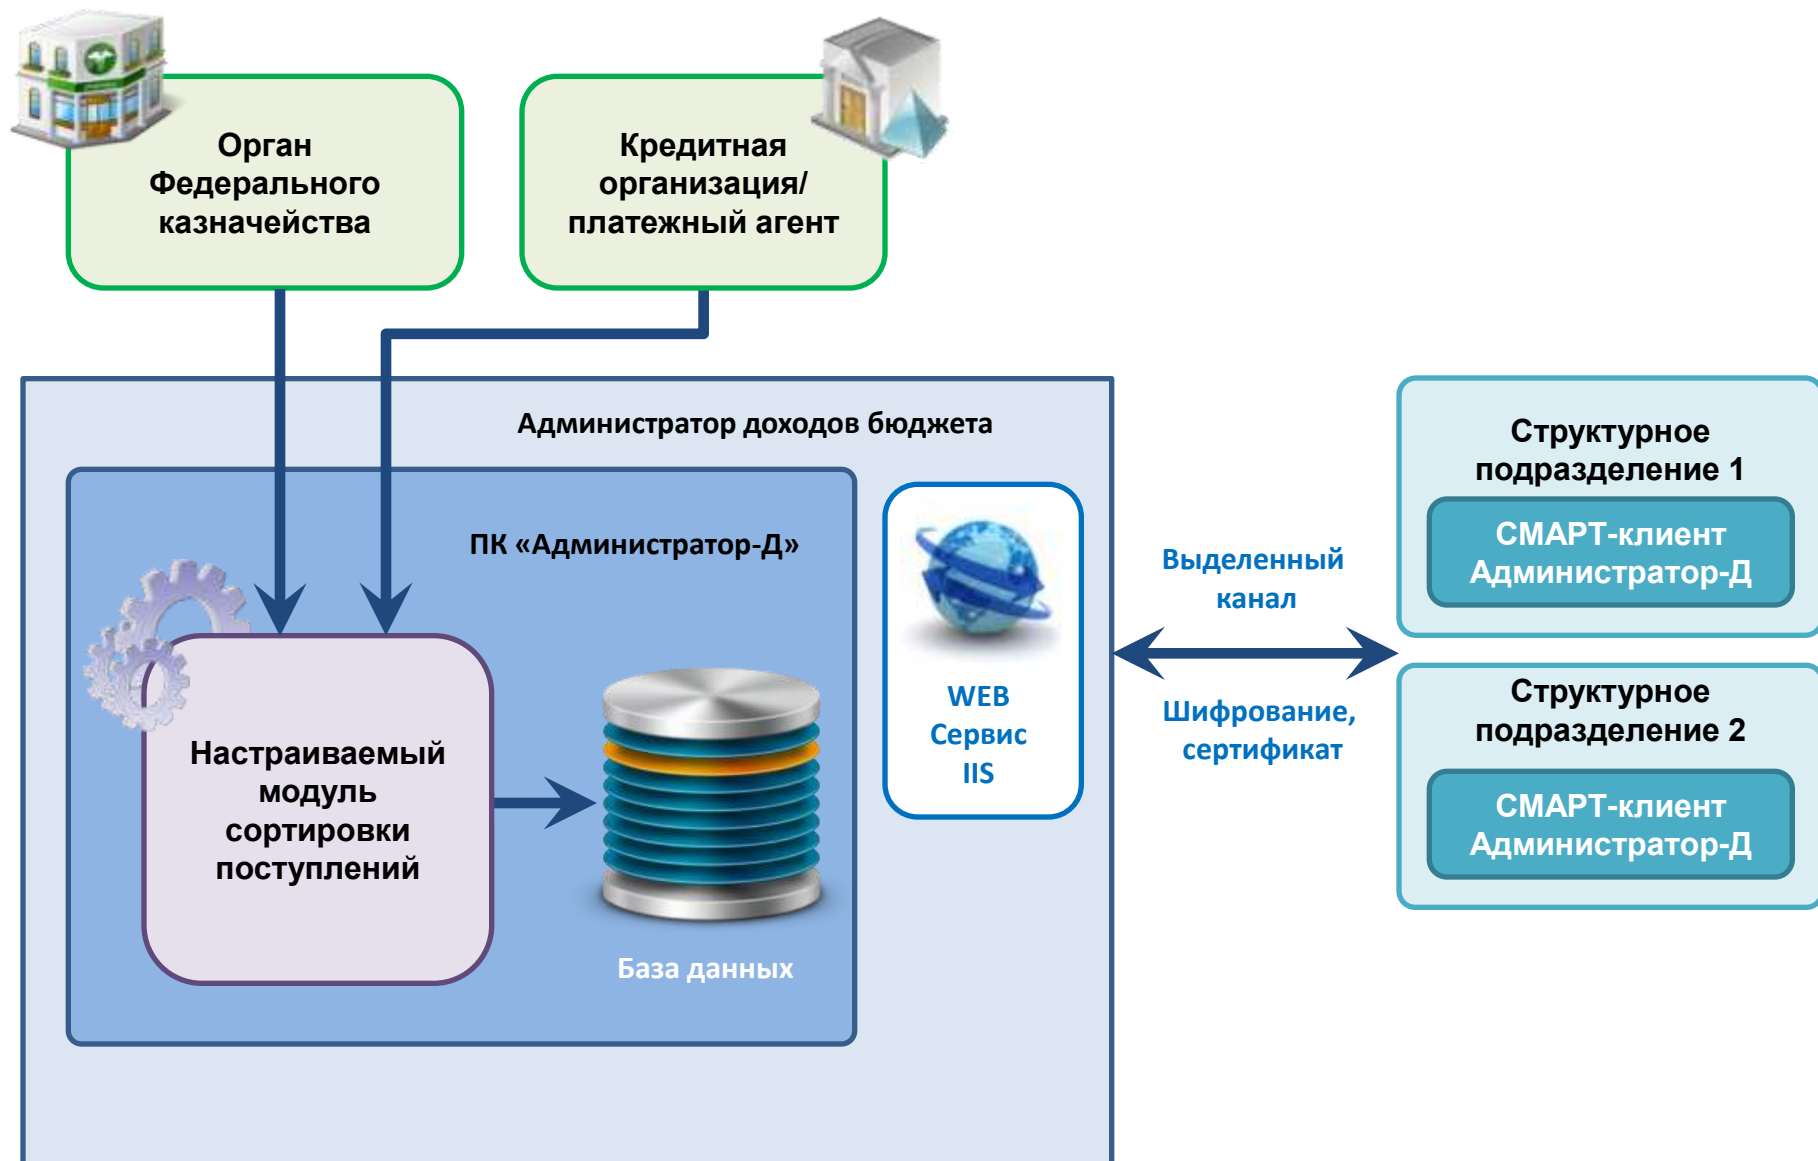 Орган
Федерального
казначейства
Кредитная
организация/
платежный агент
Администратор доходов бюджета
ПК «Администратор-Д»
Настраиваемый
модуль
сортировки
поступлений
База данных
WEB
Сервис
IIS
Выделенный
канал
Шифрование,
сертификат
Структурное
подразделение 1
СМАРТ-клиент
Администратор-Д
Структурное
подразделение 2
СМАРТ-клиент
Администратор-Д